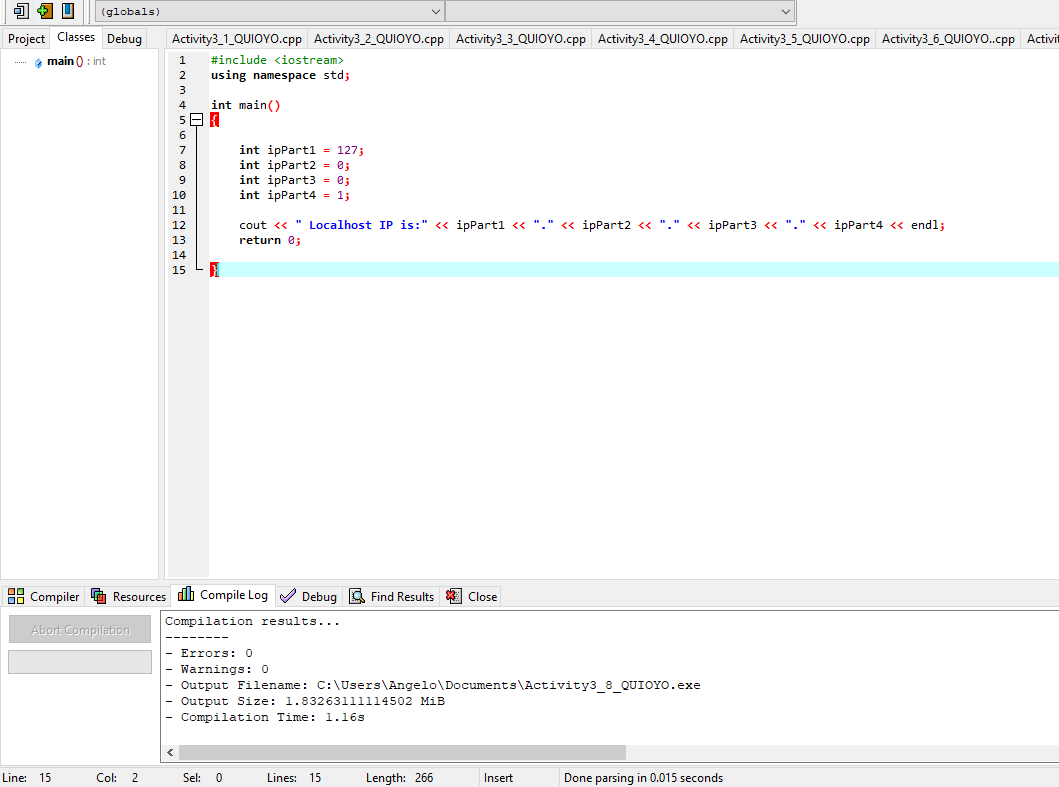 (globals)
Project Classes Debug
Activity3_1_QUIOYO.cpp Activity3_2_QUIOYO.cpp Activity3_3_QUIOYO.cpp Activity3_4_QUIOYO.cpp Activity3_5_QUIOYO.cpp Activity3_6_QUIOYO..cpp Activit
main () : int
1 #include <iostream>
2 using namespace std;
3
4 int main()
5 {
6
7 int ipPart1 = 127;
8 int ipPart2 = 0;
9 int ipPart3 = 0;
10 int ipPart4 = 1;
11
12 cout << " Localhost IP is:" << ipPart1 << "." << ipPart2 << "." << ipPart3 << "." << ipPart4 << endl;
13 return 0;
14
15 }
Compiler Resources Compile Log Debug Find Results Close
Abort Compilation
Compilation results...
--------
- Errors: 0
- Warnings: 0
- Output Filename: C:\Users\Angelo\Documents\Activity3_8_QUIOYO.exe
- Output Size: 1.83263111114502 MiB
- Compilation Time: 1.16s
Line: 15 Col: 2 Sel: 0 Lines: 15 Length: 266 Insert Done parsing in 0.015 seconds